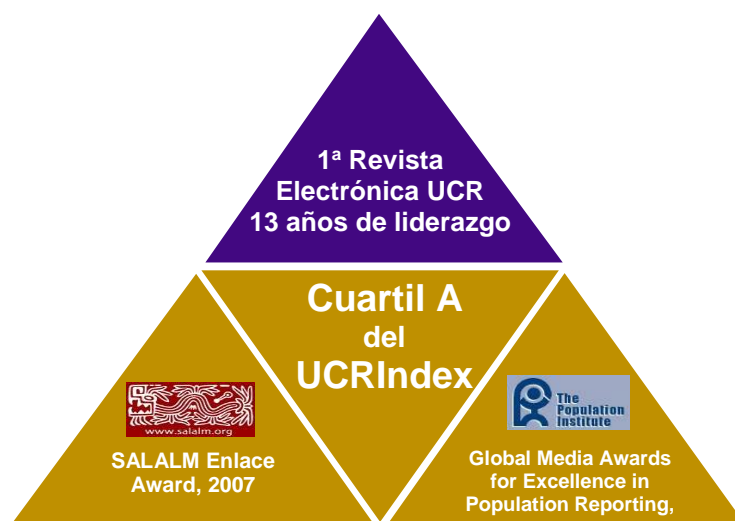 1ª Revista
Electrónica UCR
13 años de liderazgo
Cuartil A
del
UCRIndex
www.salalm.org
SALALM Enlace
Award, 2007
The
Population
Institute
Global Media Awards
for Excellence in
Population Reporting,